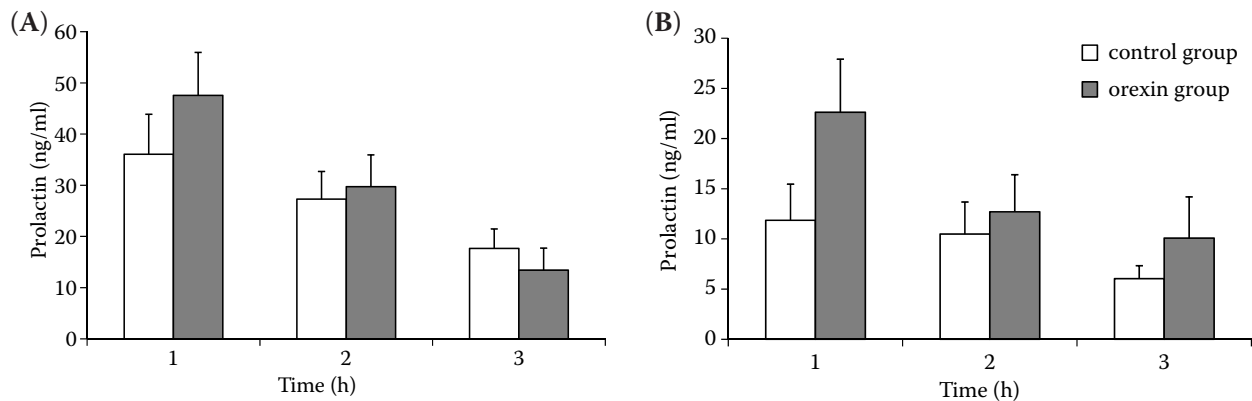 (A)
60
50
40
30
20
10
0
Prolactin (ng/ml)
1 2 3
Time (h)
(B)
30
25
20
15
10
5
0
Prolactin (ng/ml)
1 2 3
Time (h)
control group
orexin group